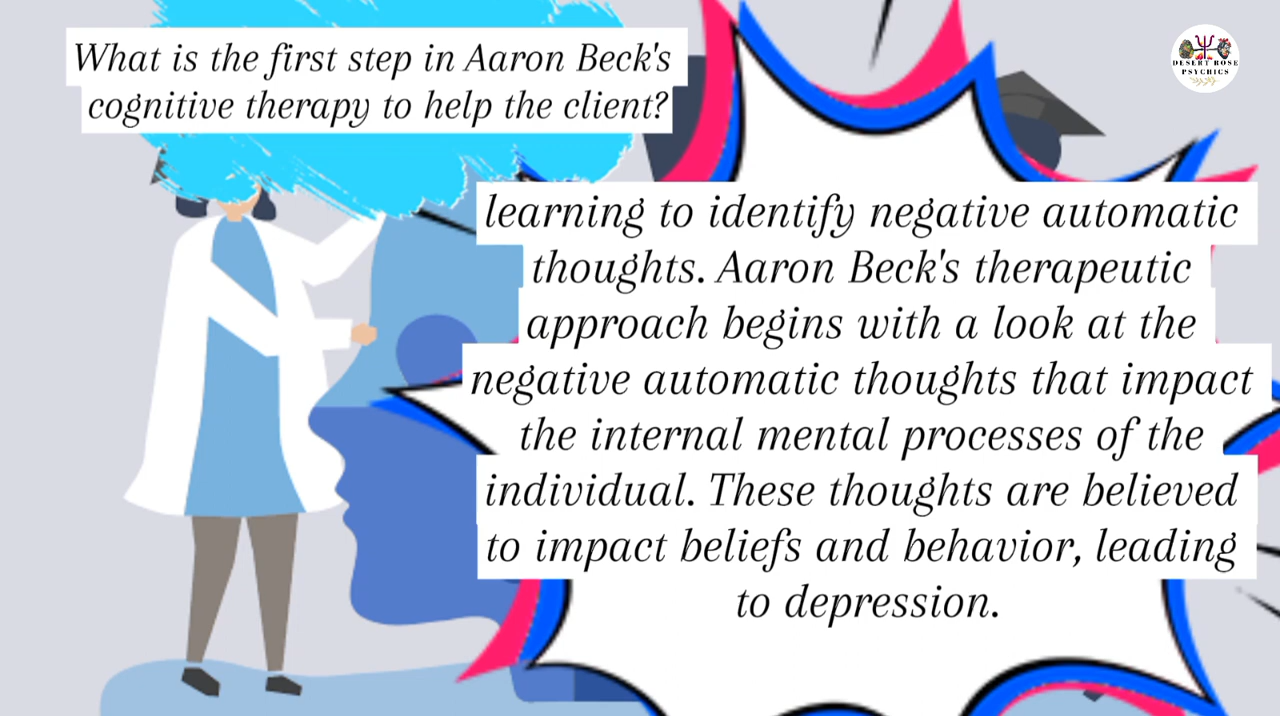 What is the first step in Aaron Beck's
cognitive therapy to help the client?
DESERT ROSE
PSYCHICS
learning to identify negative automatic
thoughts. Aaron Beck's therapeutic
approach begins with a look at the
negative automatic thoughts that impact
the internal mental processes of the
individual. These thoughts are believed
to impact beliefs and behavior, leading
to depression.